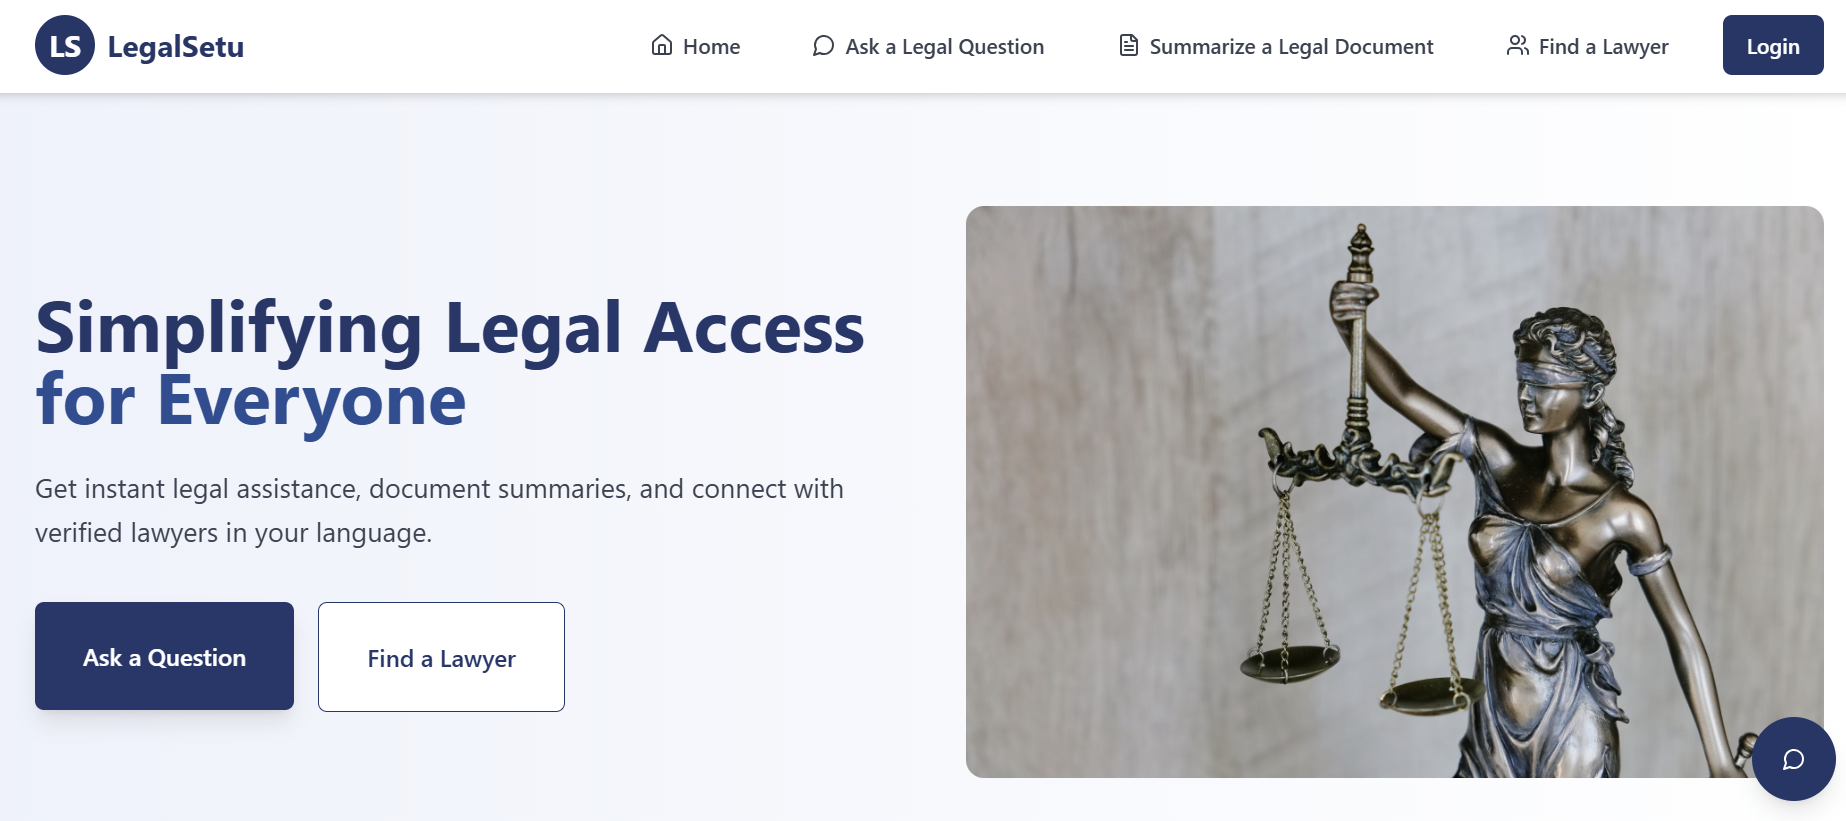 LS LegalSetu
Home
Ask a Legal Question
Summarize a Legal Document
Find a Lawyer
Login
Simplifying Legal Access
for Everyone
Get instant legal assistance, document summaries, and connect with
verified lawyers in your language.
Ask a Question
Find a Lawyer